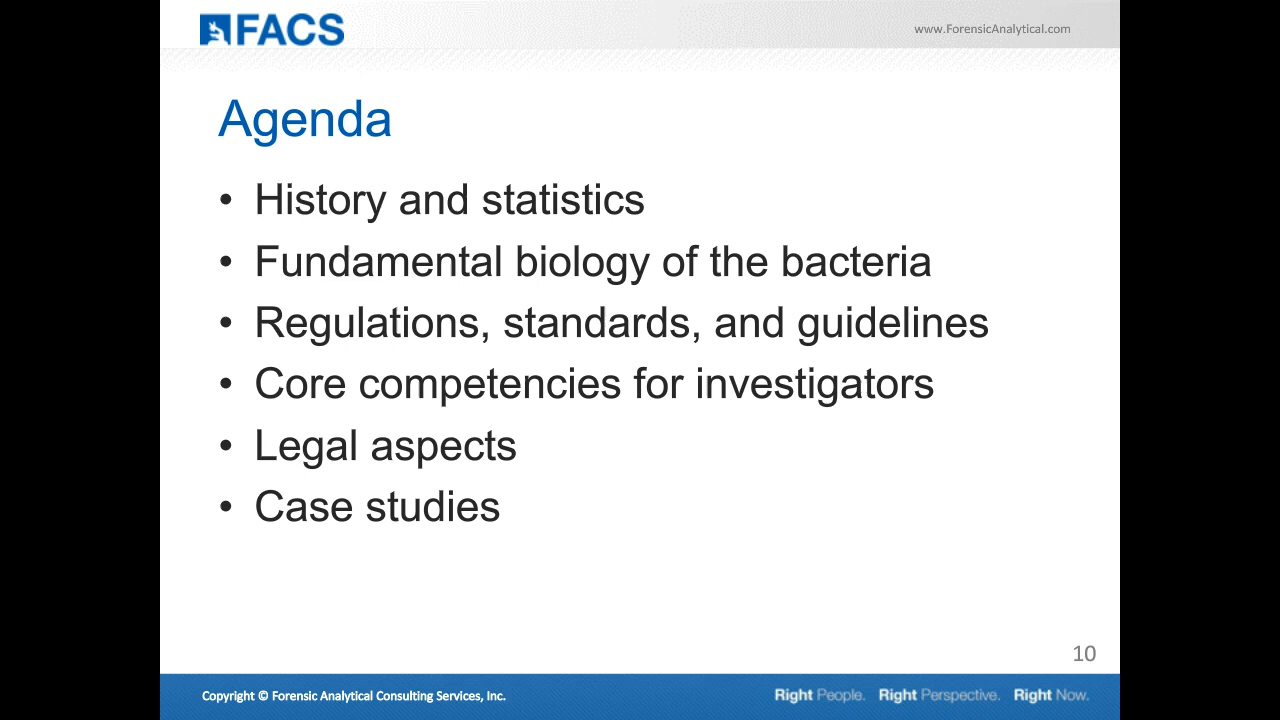 FACS
www.ForensicAnalytical.com
Agenda
• History and statistics
• Fundamental biology of the bacteria
• Regulations, standards, and guidelines
• Core competencies for investigators
• Legal aspects
• Case studies
10
Copyright © Forensic Analytical Consulting Services, Inc.
Right People. Right Perspective. Right Now.